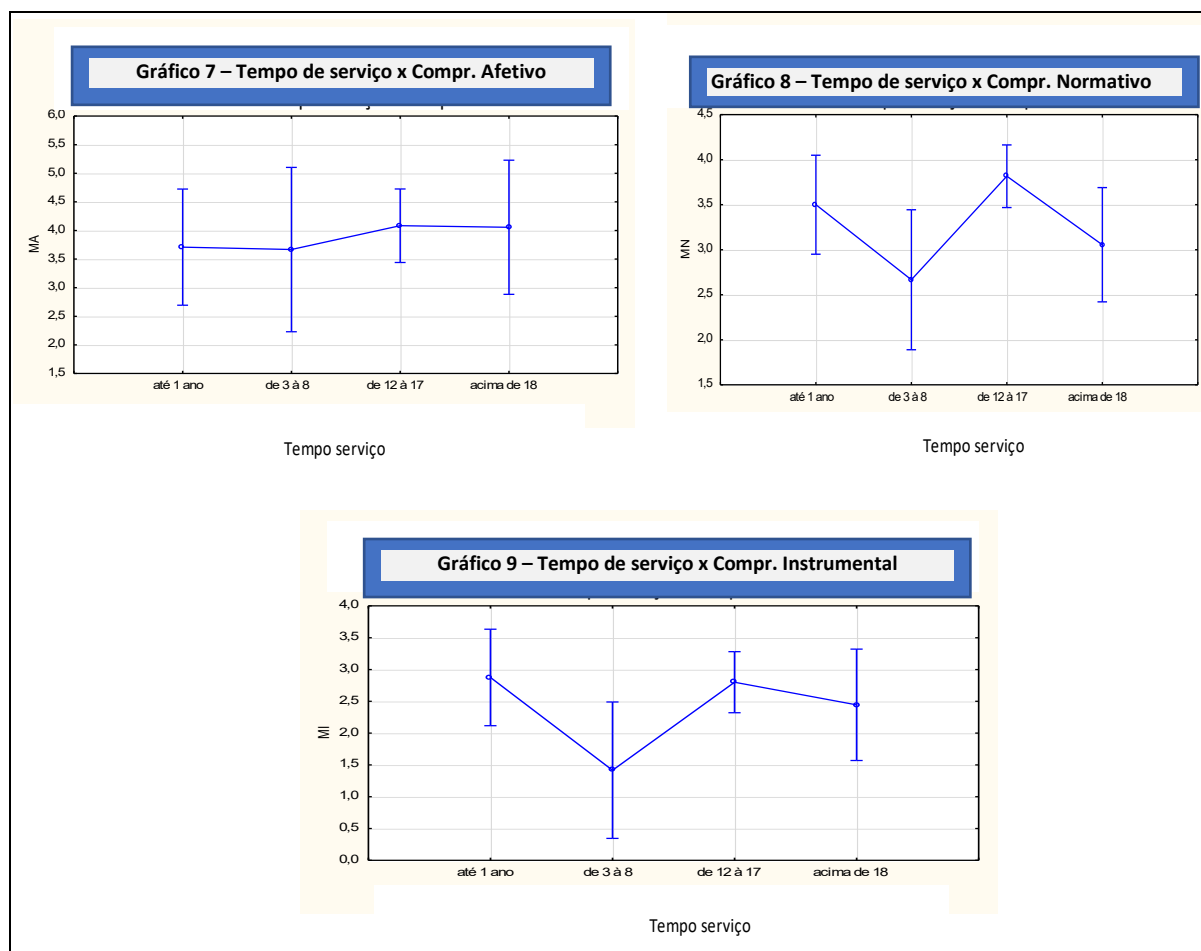 Gráfico 7 – Tempo de serviço x Compr. Afetivo
6,0
5,5
5,0
4,5
4,0
3,5
3,0
2,5
2,0
1,5
MA
até 1 ano
de 3 à 8
de 12 à 17
acima de 18
Tempo serviço
Gráfico 8 – Tempo de serviço x Compr. Normativo
4,5
4,0
3,5
3,0
2,5
2,0
1,5
MN
até 1 ano
de 3 à 8
de 12 à 17
acima de 18
Tempo serviço
Gráfico 9 – Tempo de serviço x Compr. Instrumental
4,0
3,5
3,0
2,5
2,0
1,5
1,0
0,5
0,0
MI
até 1 ano
de 3 à 8
de 12 à 17
acima de 18
Tempo serviço